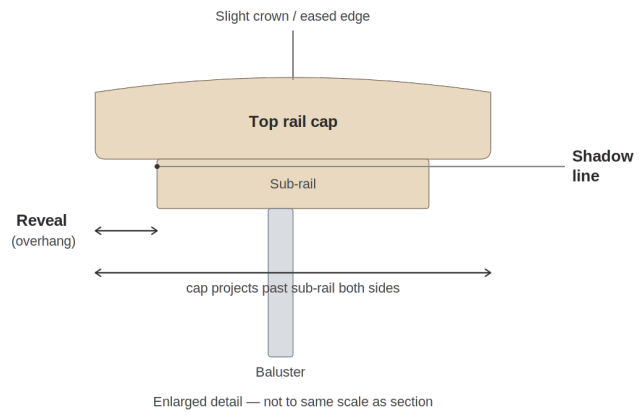 Slight crown / eased edge
Top rail cap
Shadow
line
Sub-rail
Reveal
(overhang)
cap projects past sub-rail both sides
Baluster
Enlarged detail — not to same scale as section